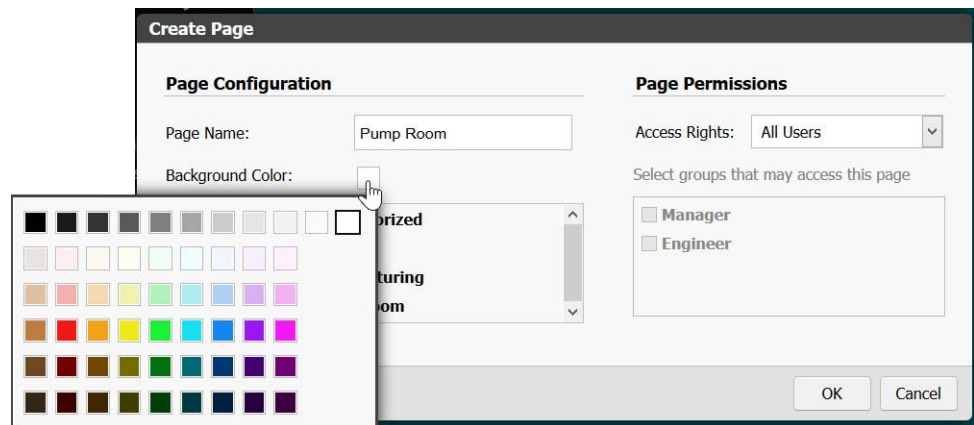 Create Page
Page Configuration
Page Name:
Pump Room
Background Color:
Page Permissions
Access Rights:
All Users
Select groups that may access this page
Manager
Engineer
OK
Cancel